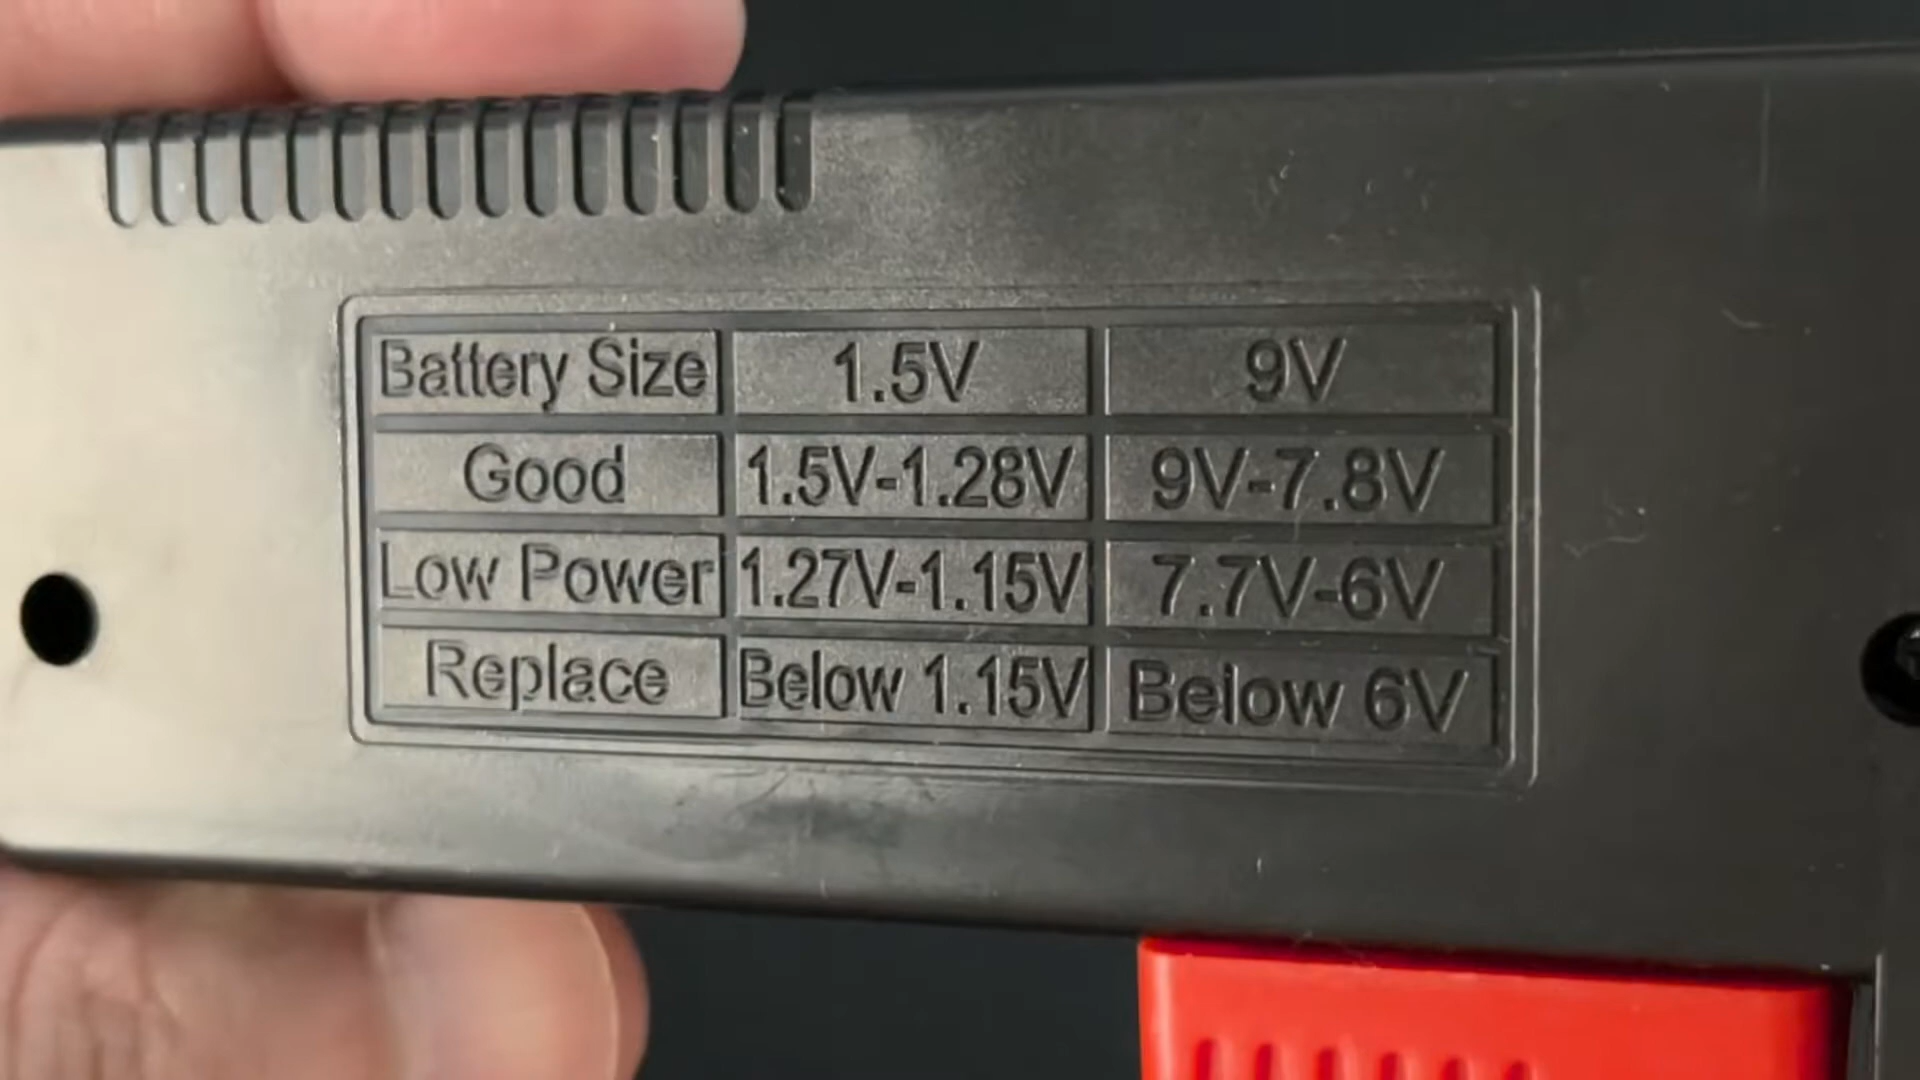 Battery Size 1.5V 9V
Good 1.5V-1.28V 9V-7.8V
Low Power 1.27V-1.15V 7.7V-6V
Replace Below 1.15V Below 6V